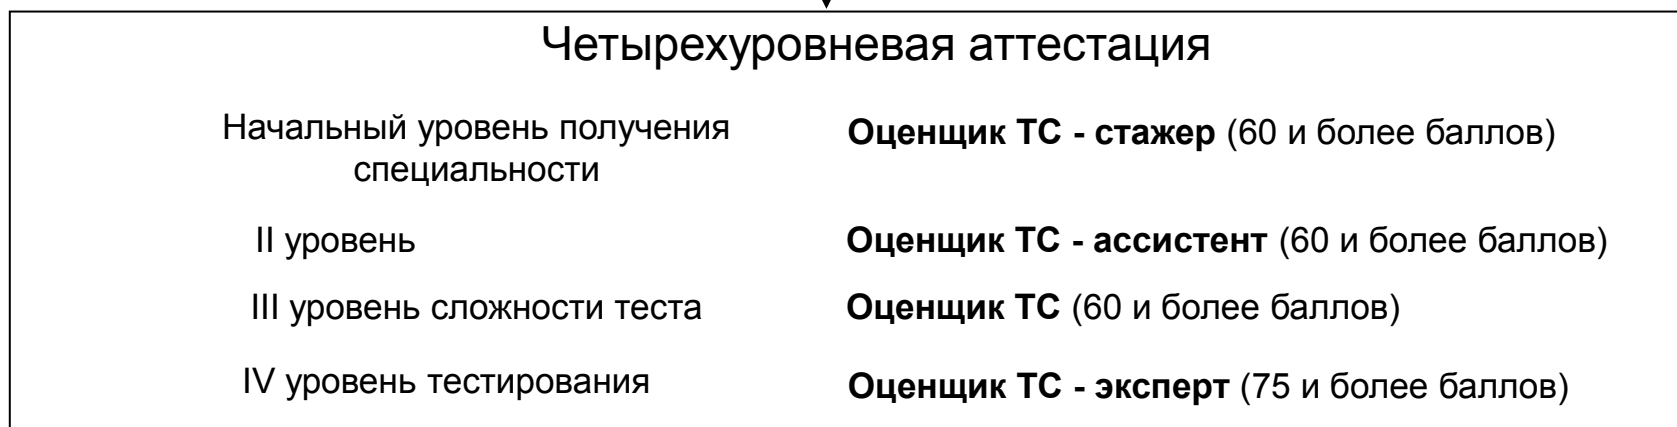 Четырехуровневая аттестация
Начальный уровень получения
специальности
Оценщик ТС - стажер (60 и более баллов)
II уровень
Оценщик ТС - ассистент (60 и более баллов)
III уровень сложности теста
Оценщик ТС (60 и более баллов)
IV уровень тестирования
Оценщик ТС - эксперт (75 и более баллов)